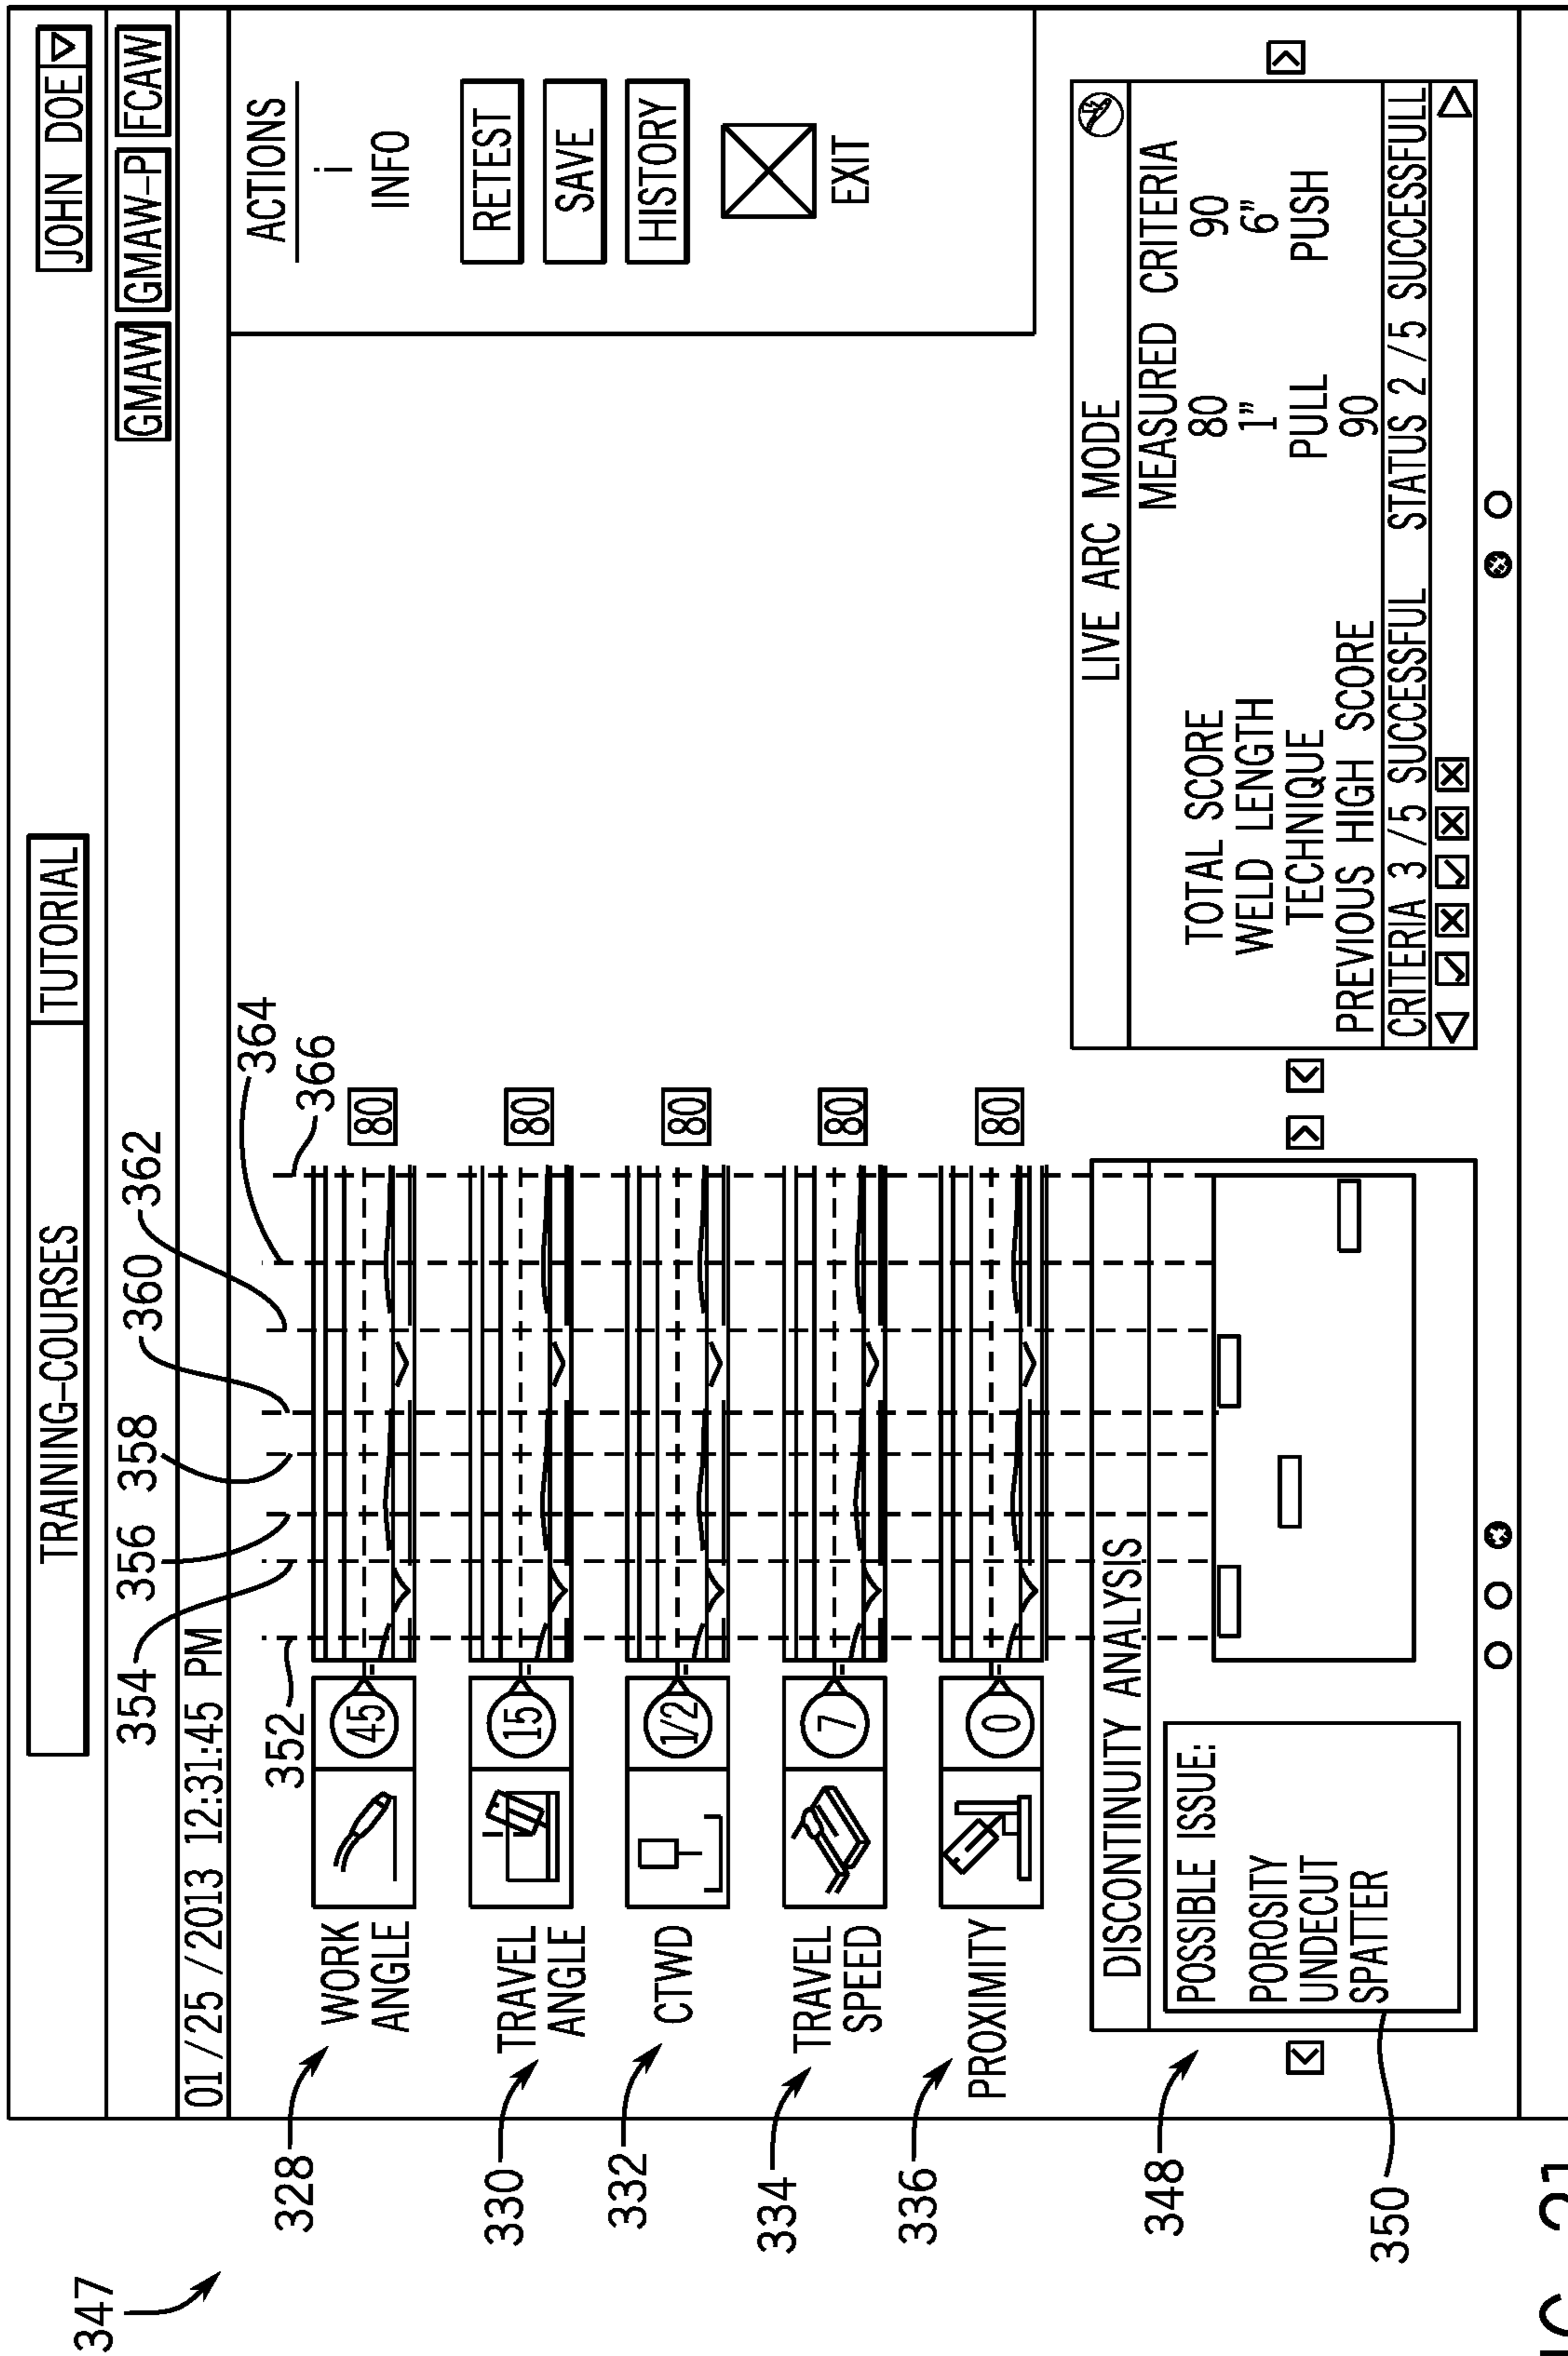 347
TRAINING-COURSES
TUTORIAL
JOHN DOE
354 356 358 360 362
GMAW
GMAW-P
FCAW
01/25/2013 12:31:45 PM
364
366
352
328
WORK
ANGLE
45
80
330
TRAVEL
ANGLE
15
80
332
CTWD
1/2
80
334
TRAVEL
SPEED
7
80
336
PROXIMITY
0
80
ACTIONS
i
INFO
RETEST
SAVE
HISTORY
EXIT
348
DISCONTINUITY ANALYSIS
POSSIBLE ISSUE:
POROSITY
UNDECUT
SPATTER
350
LIVE ARC MODE
MEASURED CRITERIA
TOTAL SCORE 80 90
WELD LENGTH 1" 6"
TECHNIQUE PULL PUSH
PREVIOUS HIGH SCORE 90
CRITERIA 3/5 SUCCESSFUL STATUS 2/5 SUCCESSFULL